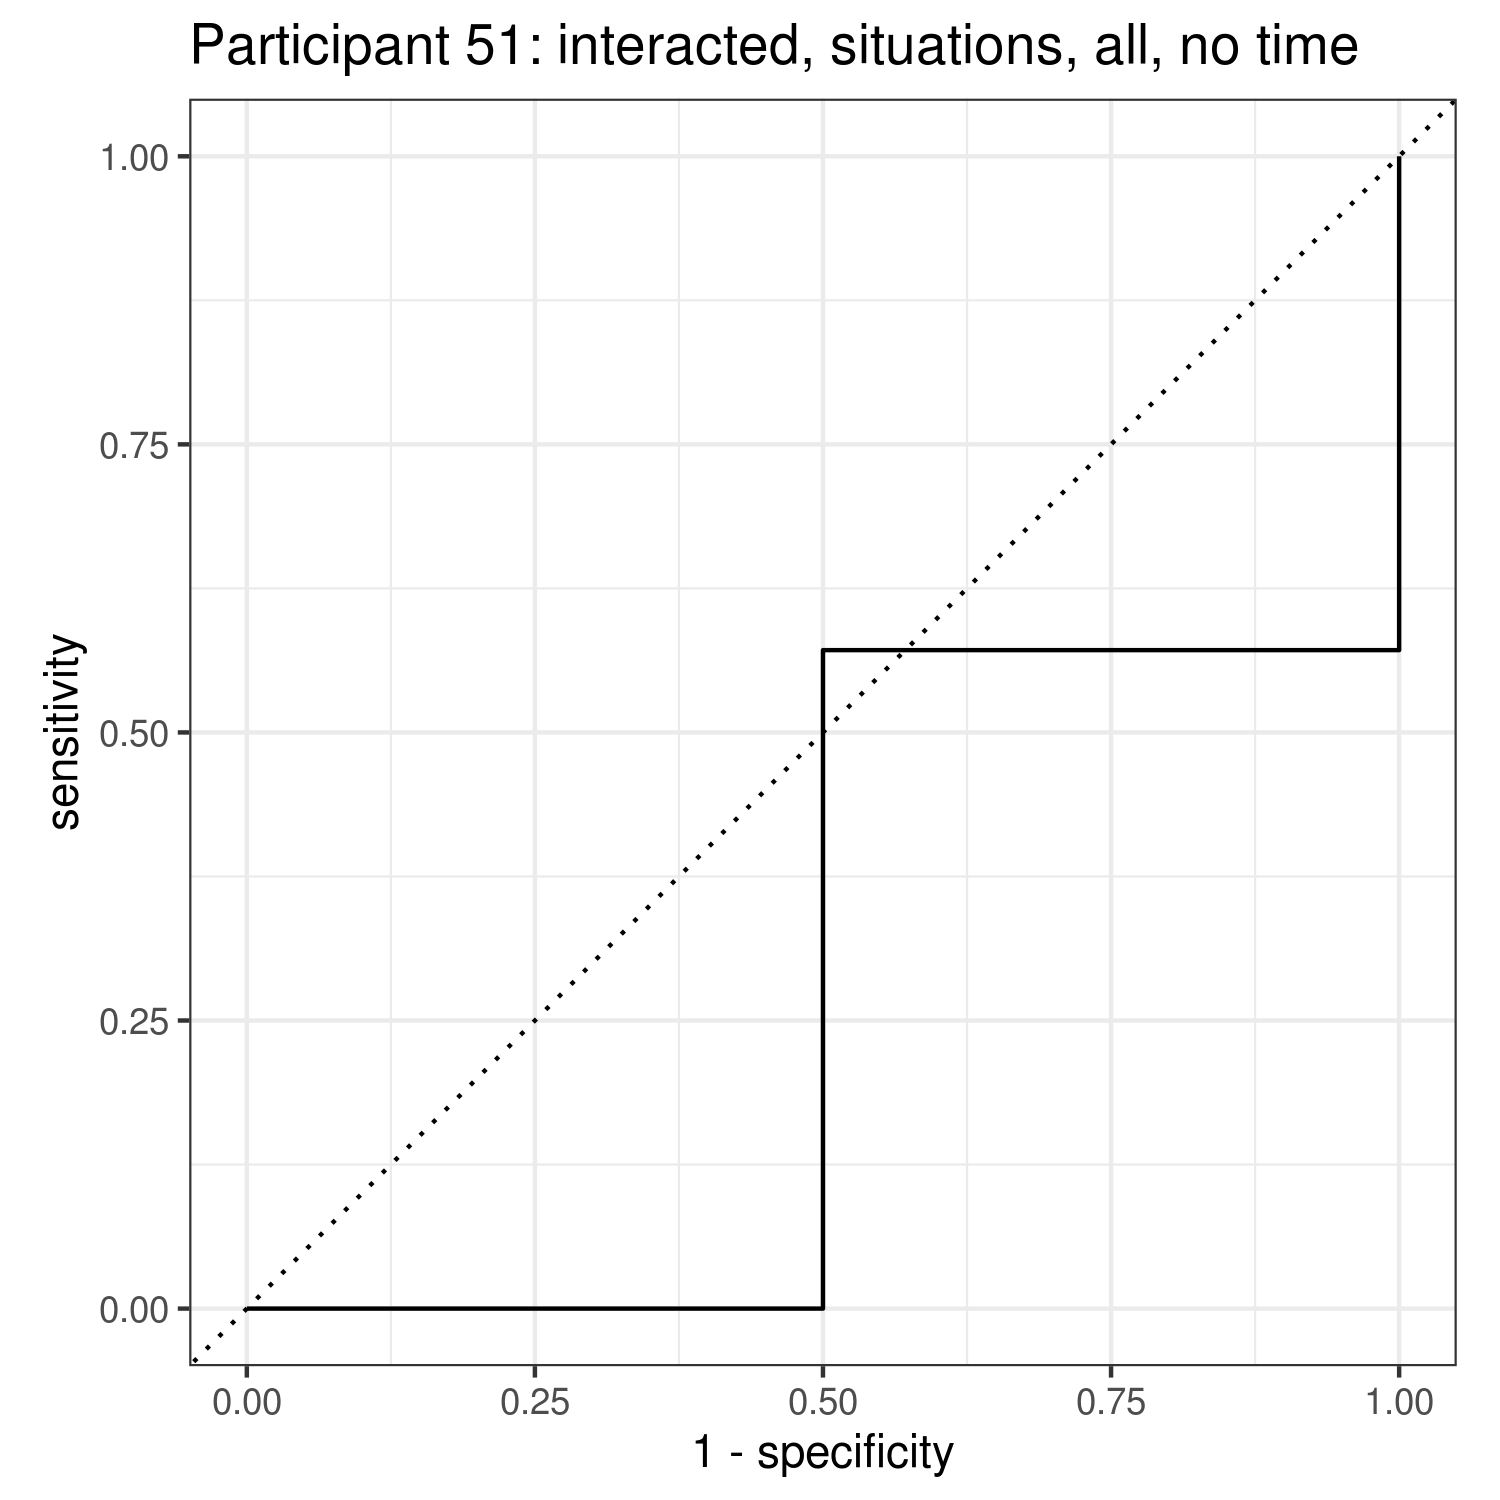 Participant 51: interacted, situations, all, no time
1.00
0.75
0.50
0.25
0.00
sensitivity
0.00 0.25 0.50 0.75 1.00
1 - specificity